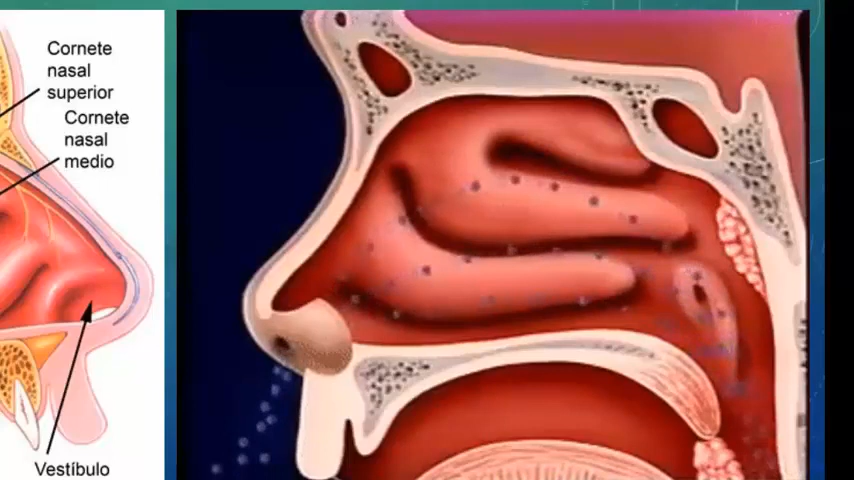 Cornete
nasal
superior
Cornete
nasal
medio
Vestíbulo